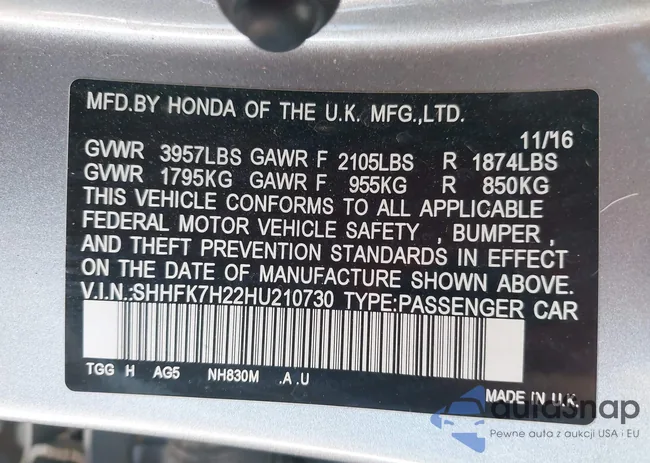 MFD.BY HONDA OF THE U.K. MFG.,LTD.
11/'16
GVWR 3957LBS GAWR F 2105LBS R 1874LBS
GVWR 1795KG GAWR F 955KG R 850KG
THIS VEHICLE CONFORMS TO ALL APPLICABLE
FEDERAL MOTOR VEHICLE SAFETY , BUMPER ,
AND THEFT PREVENTION STANDARDS IN EFFECT
ON THE DATE OF MANUFACTURE SHOWN ABOVE.
V.I.N.:SHHFK7H22HU210730 TYPE:PASSENGER CAR
TGG H AG5 NH830M .A .U
MADE IN U.K.
autosnap
Pewne auta z aukcji USA i EU